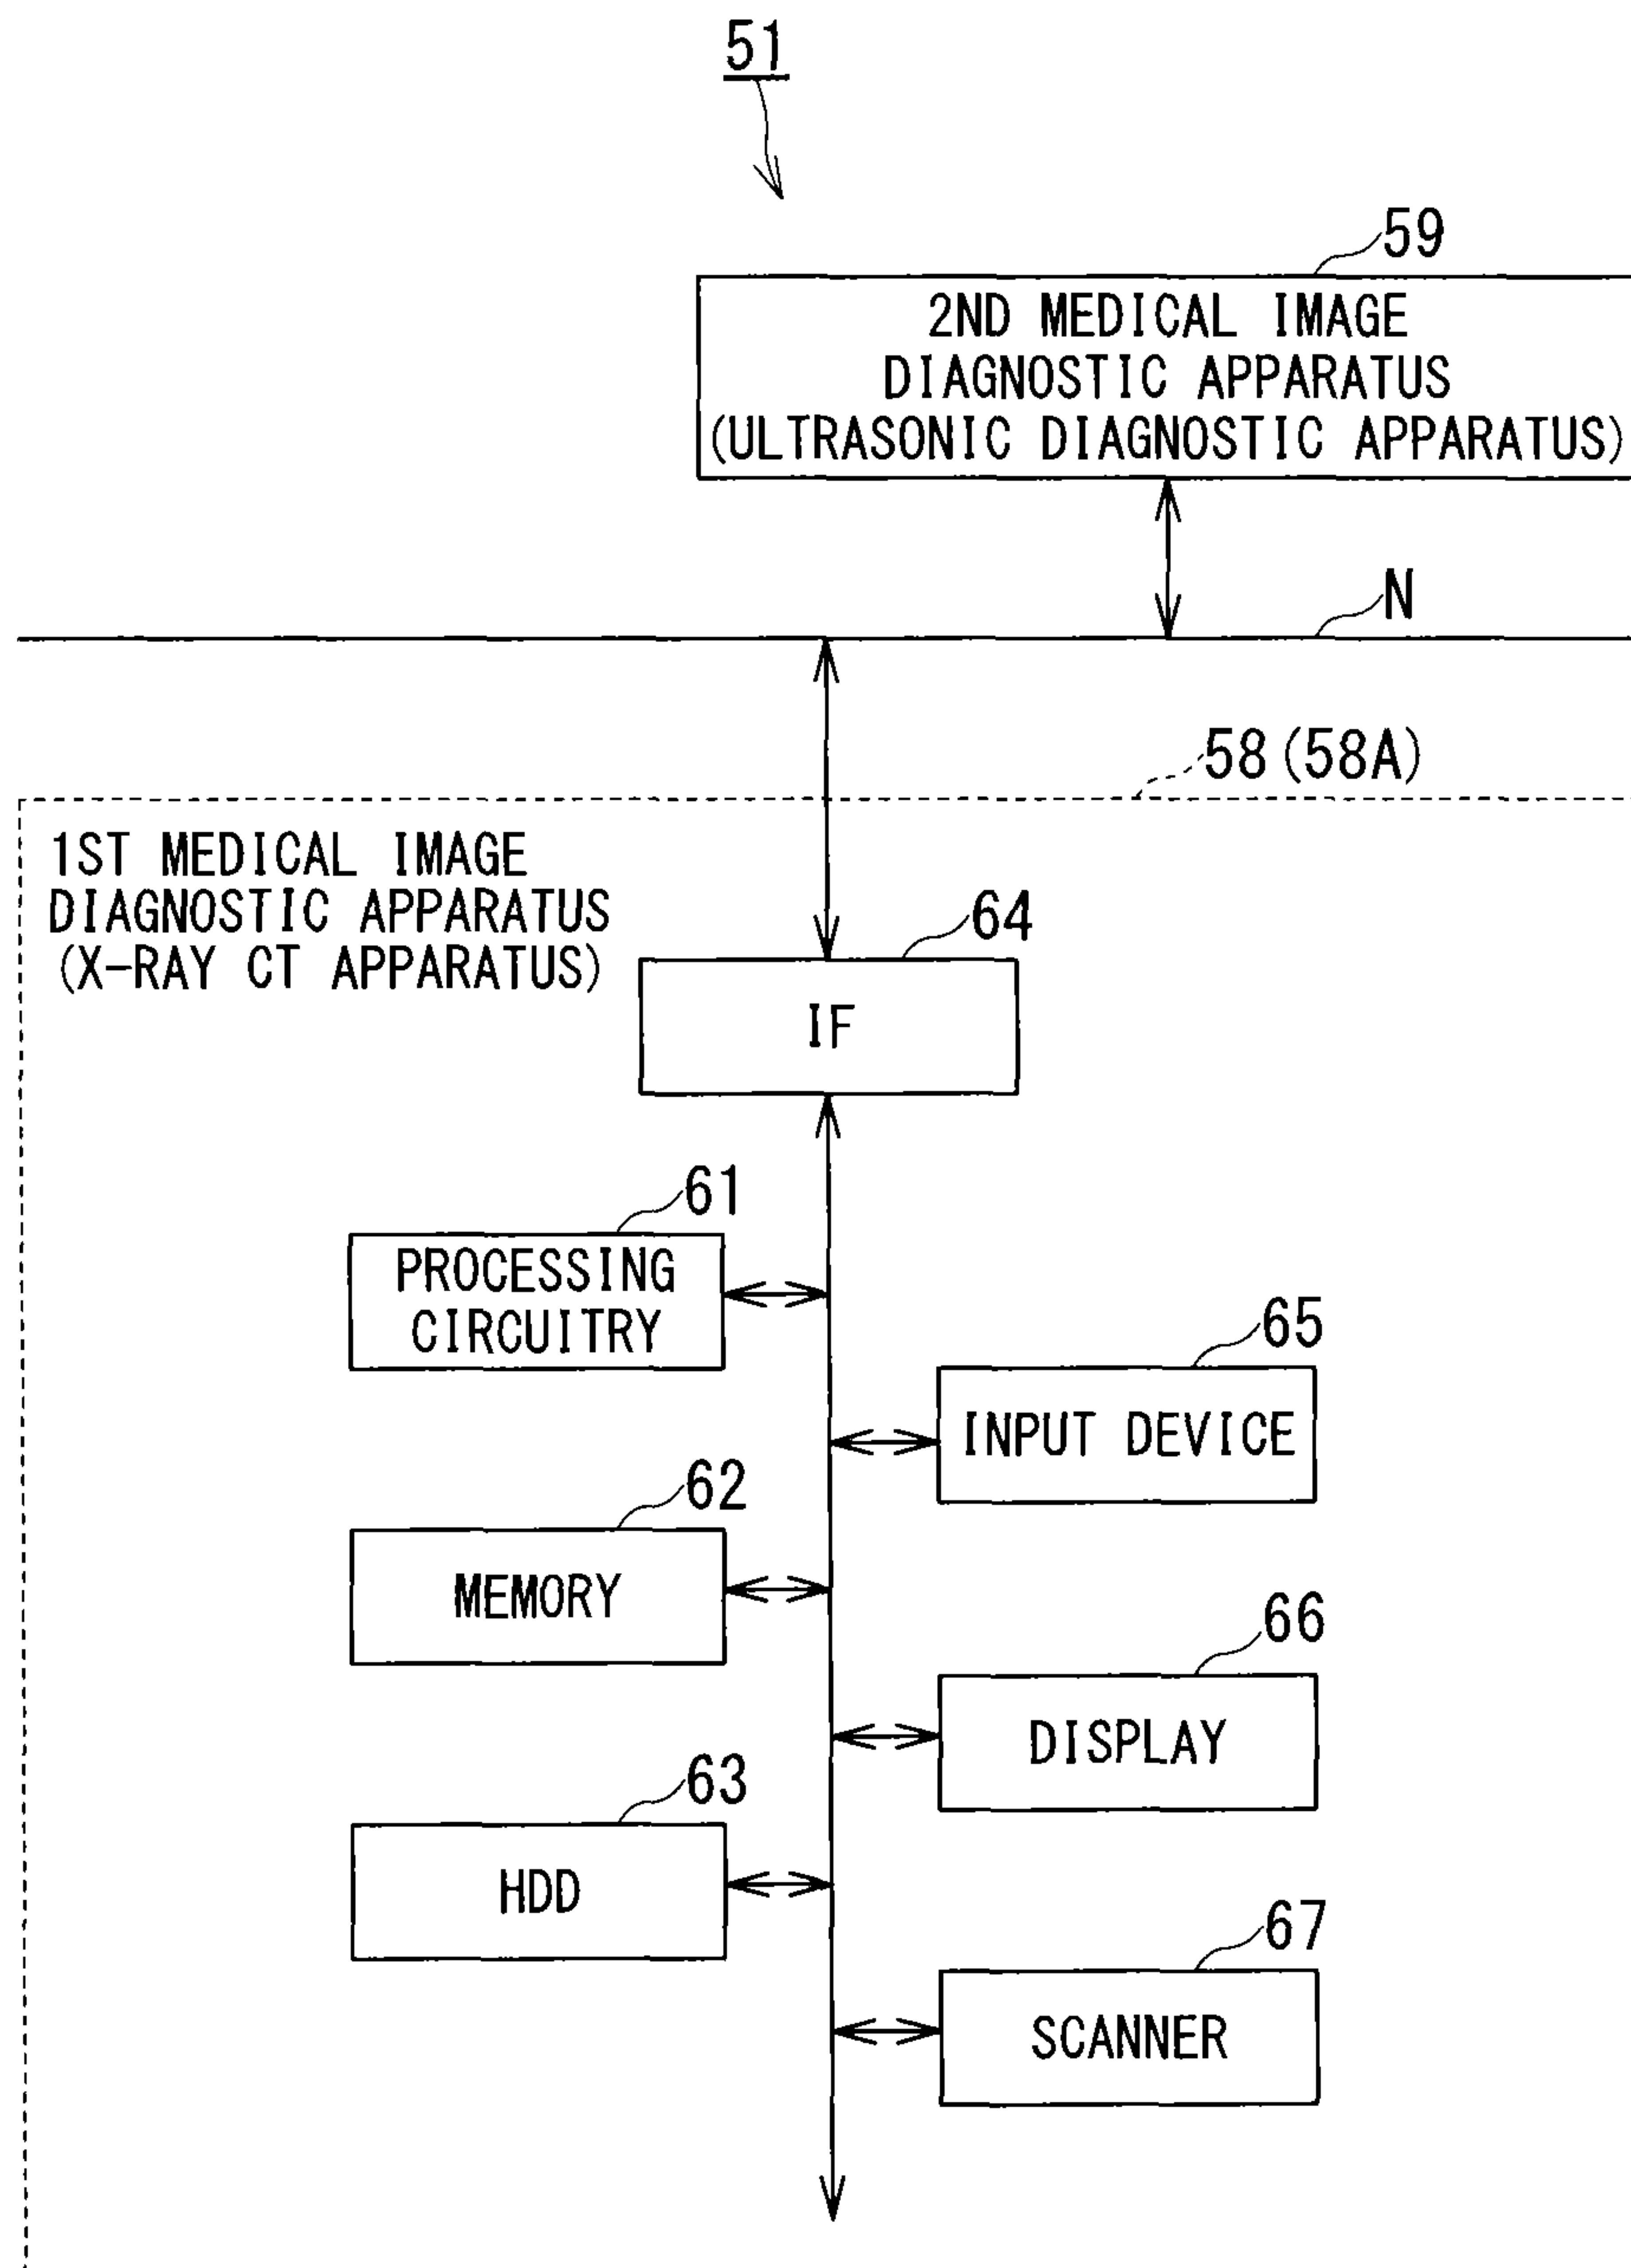 51
59
2ND MEDICAL IMAGE
DIAGNOSTIC APPARATUS
(ULTRASONIC DIAGNOSTIC APPARATUS)
N
58(58A)
1ST MEDICAL IMAGE
DIAGNOSTIC APPARATUS
(X-RAY CT APPARATUS)
64
IF
61
PROCESSING
CIRCUITRY
65
INPUT DEVICE
62
MEMORY
66
DISPLAY
63
HDD
67
SCANNER